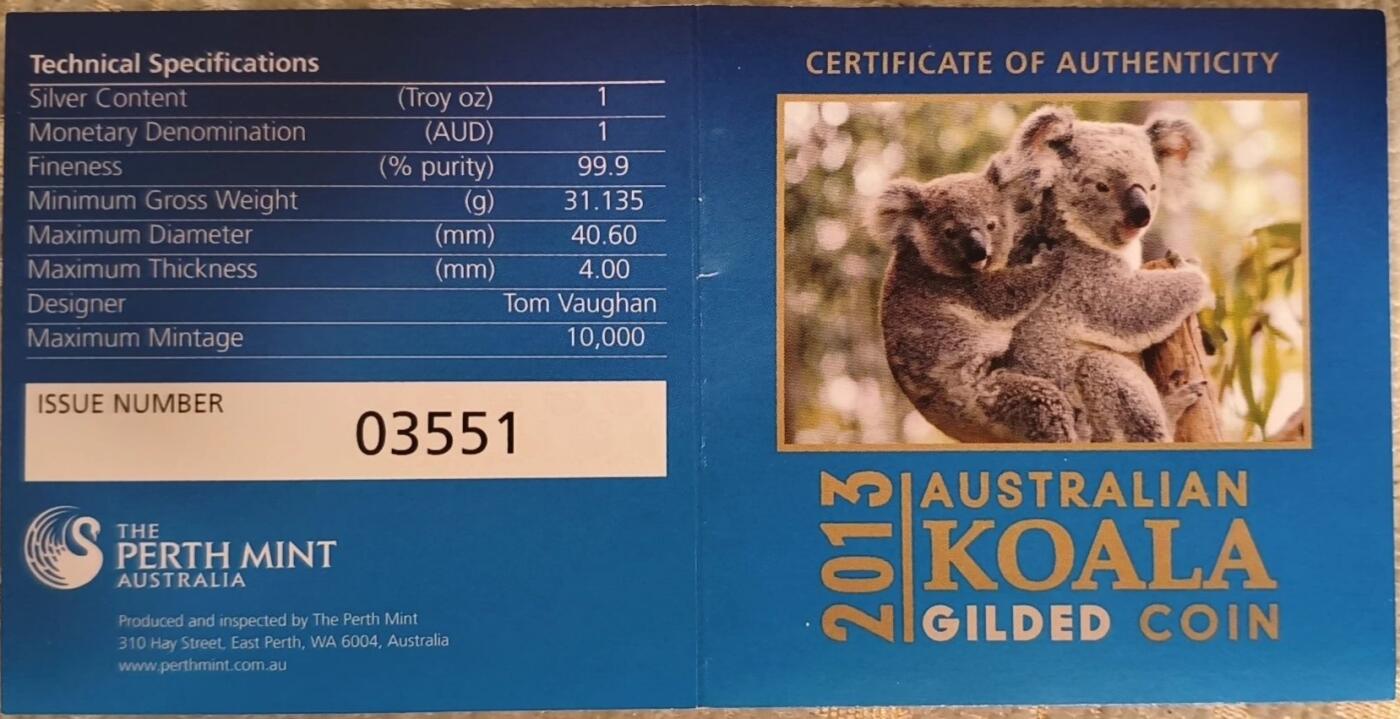 Technical Specifications
Silver Content (Troy oz) 1
Monetary Denomination (AUD) 1
Fineness (% purity) 99.9
Minimum Gross Weight (g) 31.135
Maximum Diameter (mm) 40.60
Maximum Thickness (mm) 4.00
Designer Tom Vaughan
Maximum Mintage 10,000
ISSUE NUMBER
03551
THE
PERTH MINT
AUSTRALIA
Produced and inspected by The Perth Mint
310 Hay Street, East Perth, WA 6004, Australia
www.perthmint.com.au
CERTIFICATE OF AUTHENTICITY
2013
AUSTRALIAN
KOALA
GILDED COIN